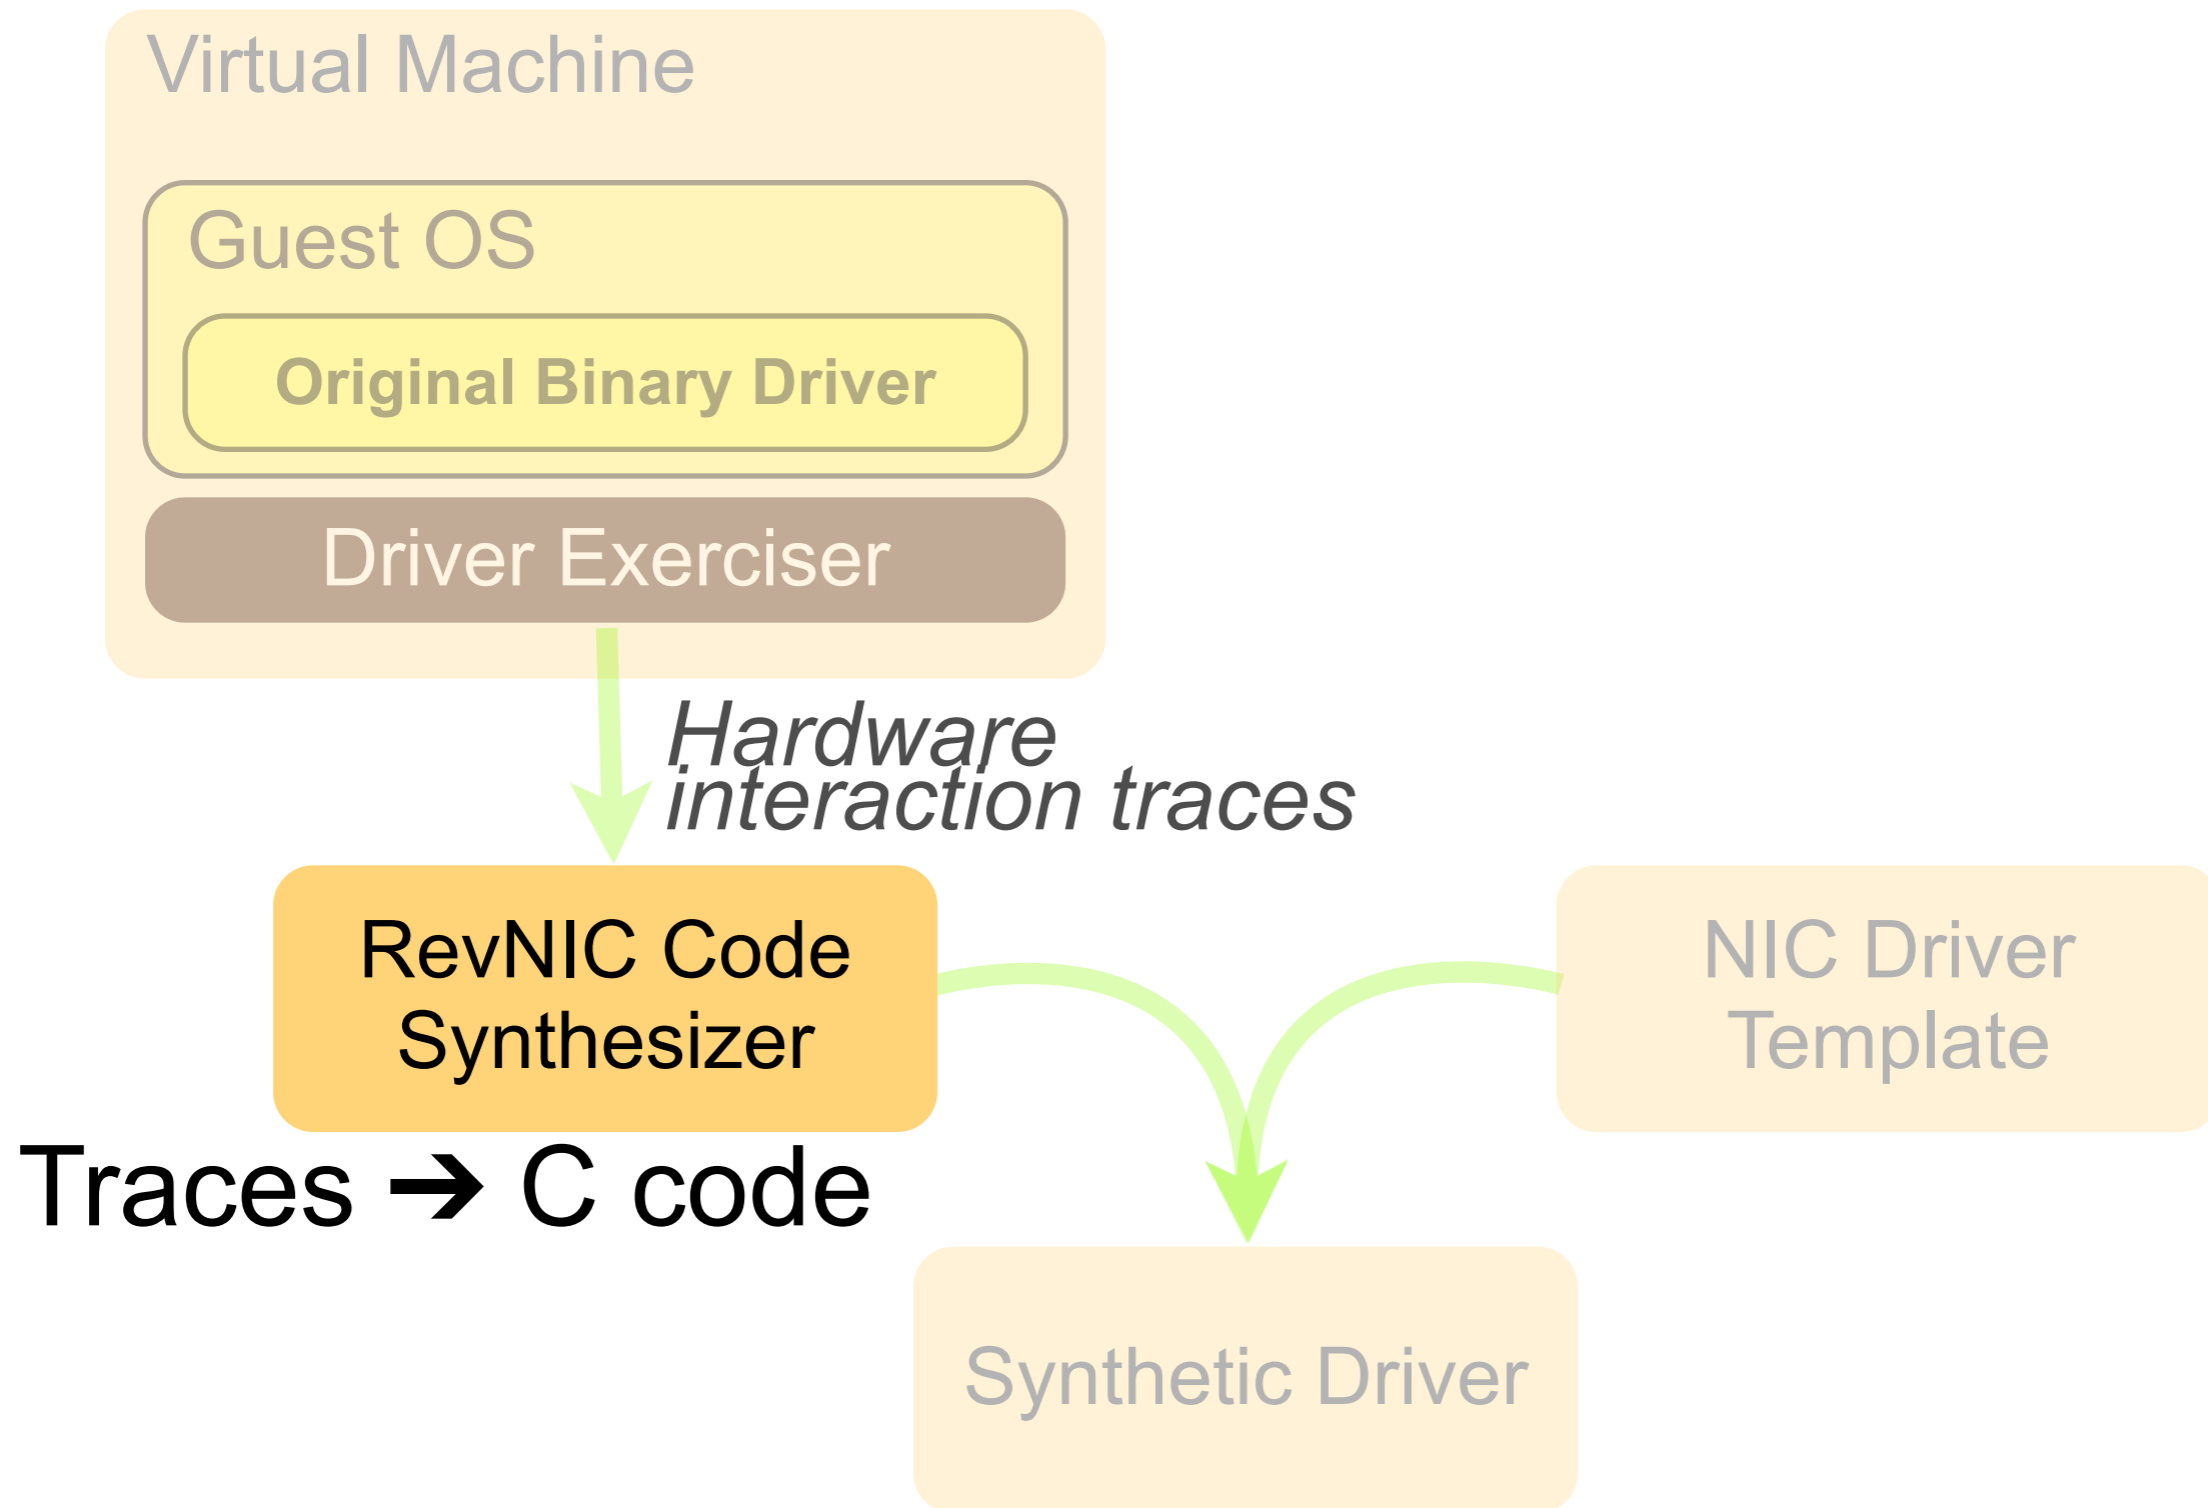 Virtual Machine
Guest OS
Original Binary Driver
Driver Exerciser
Hardware
interaction traces
RevNIC Code
Synthesizer
NIC Driver
Template
Traces ➔ C code
Synthetic Driver